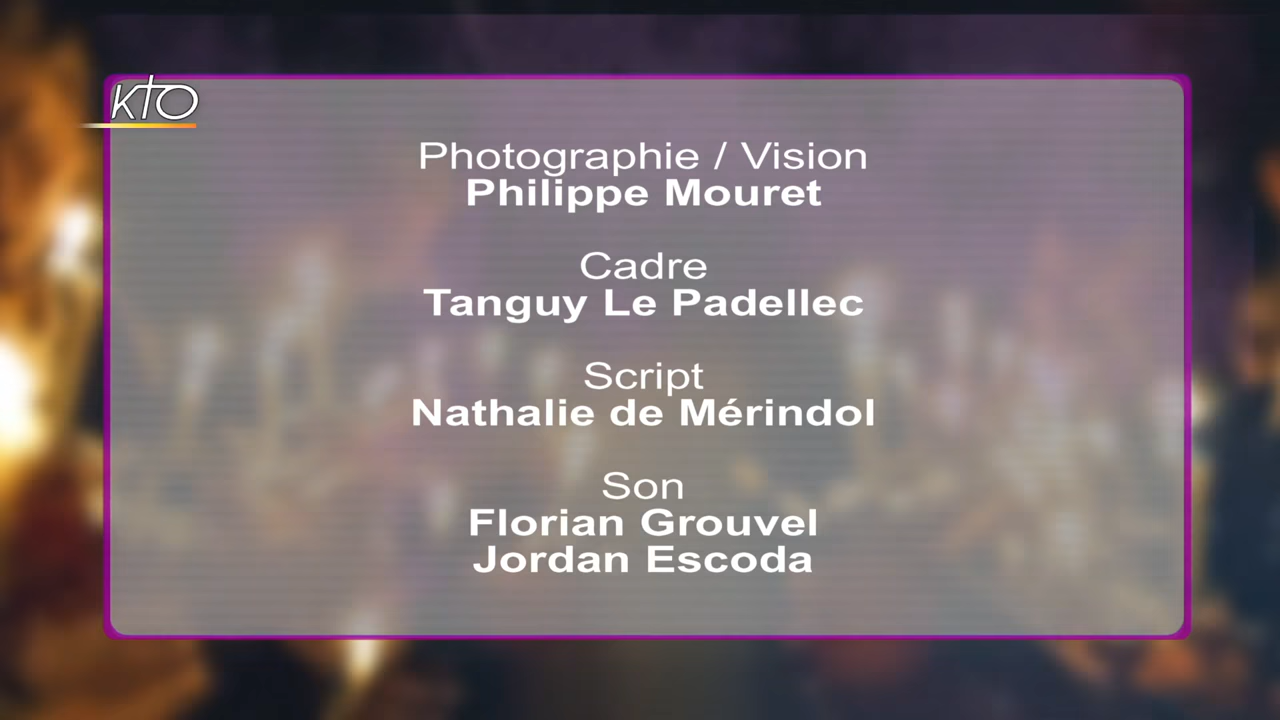 KTO
Photographie / Vision
Philippe Mouret
Cadre
Tanguy Le Padellec
Script
Nathalie de Mérindol
Son
Florian Grouvel
Jordan Escoda